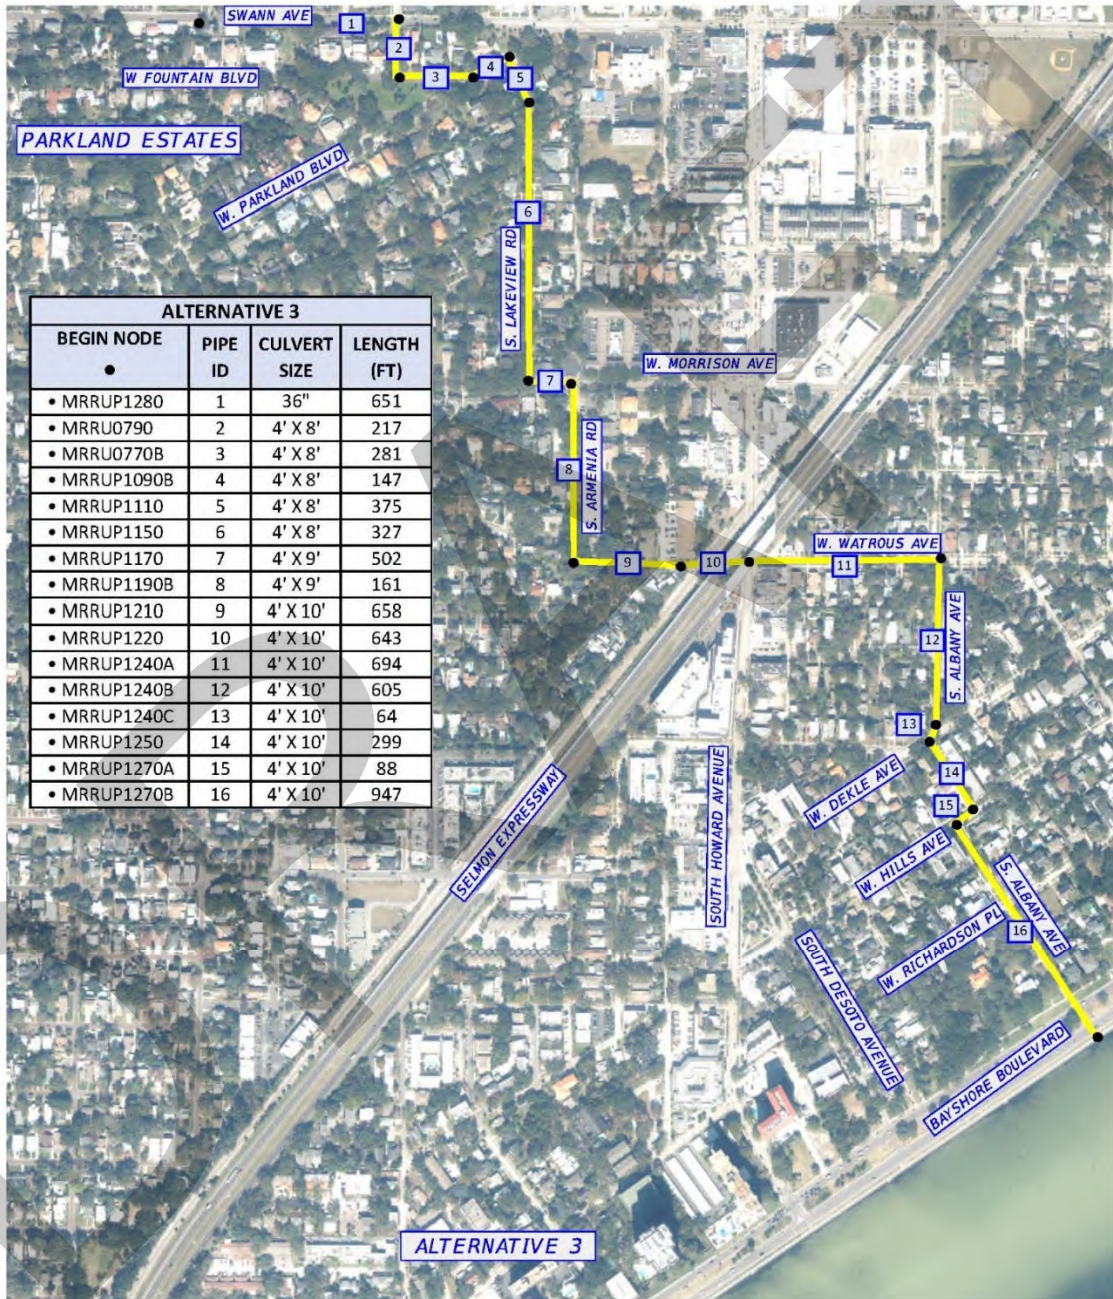 SWANN AVE
1
2
W FOUNTAIN BLVD
3
4
5
PARKLAND ESTATES
W. PARKLAND BLVD
6
S. LAKEVIEW RD
ALTERNATIVE 3
BEGIN NODE PIPE ID CULVERT SIZE LENGTH (FT)
• MRRUP1280 1 36" 651
• MRRU0790 2 4' X 8' 217
• MRRU0770B 3 4' X 8' 281
• MRRUP1090B 4 4' X 8' 147
• MRRUP1110 5 4' X 8' 375
• MRRUP1150 6 4' X 8' 327
• MRRUP1170 7 4' X 9' 502
• MRRUP1190B 8 4' X 9' 161
• MRRUP1210 9 4' X 10' 658
• MRRUP1220 10 4' X 10' 643
• MRRUP1240A 11 4' X 10' 694
• MRRUP1240B 12 4' X 10' 605
• MRRUP1240C 13 4' X 10' 64
• MRRUP1250 14 4' X 10' 299
• MRRUP1270A 15 4' X 10' 88
• MRRUP1270B 16 4' X 10' 947
W. MORRISON AVE
7
8
S. ARMENIA RD
9
10
W. WATROUS AVE
11
12
S. ALBANY AVE
13
14
15
W. DEKLE AVE
SELMON EXPRESSWAY
SOUTH HOWARD AVENUE
W. HILLS AVE
S. ALBANY AVE
16
W. RICHARDSON PL
SOUTH DESOTO AVENUE
BAYSHORE BOULEVARD
ALTERNATIVE 3
DRAFT